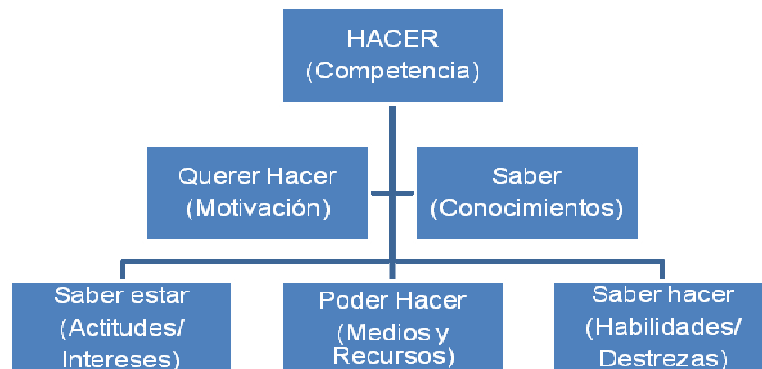 HACER
(Competencia)
Querer Hacer
(Motivación)
Saber
(Conocimientos)
Saber estar
(Actitudes/
Intereses)
Poder Hacer
(Medios y
Recursos)
Saber hacer
(Habilidades/
Destrezas)